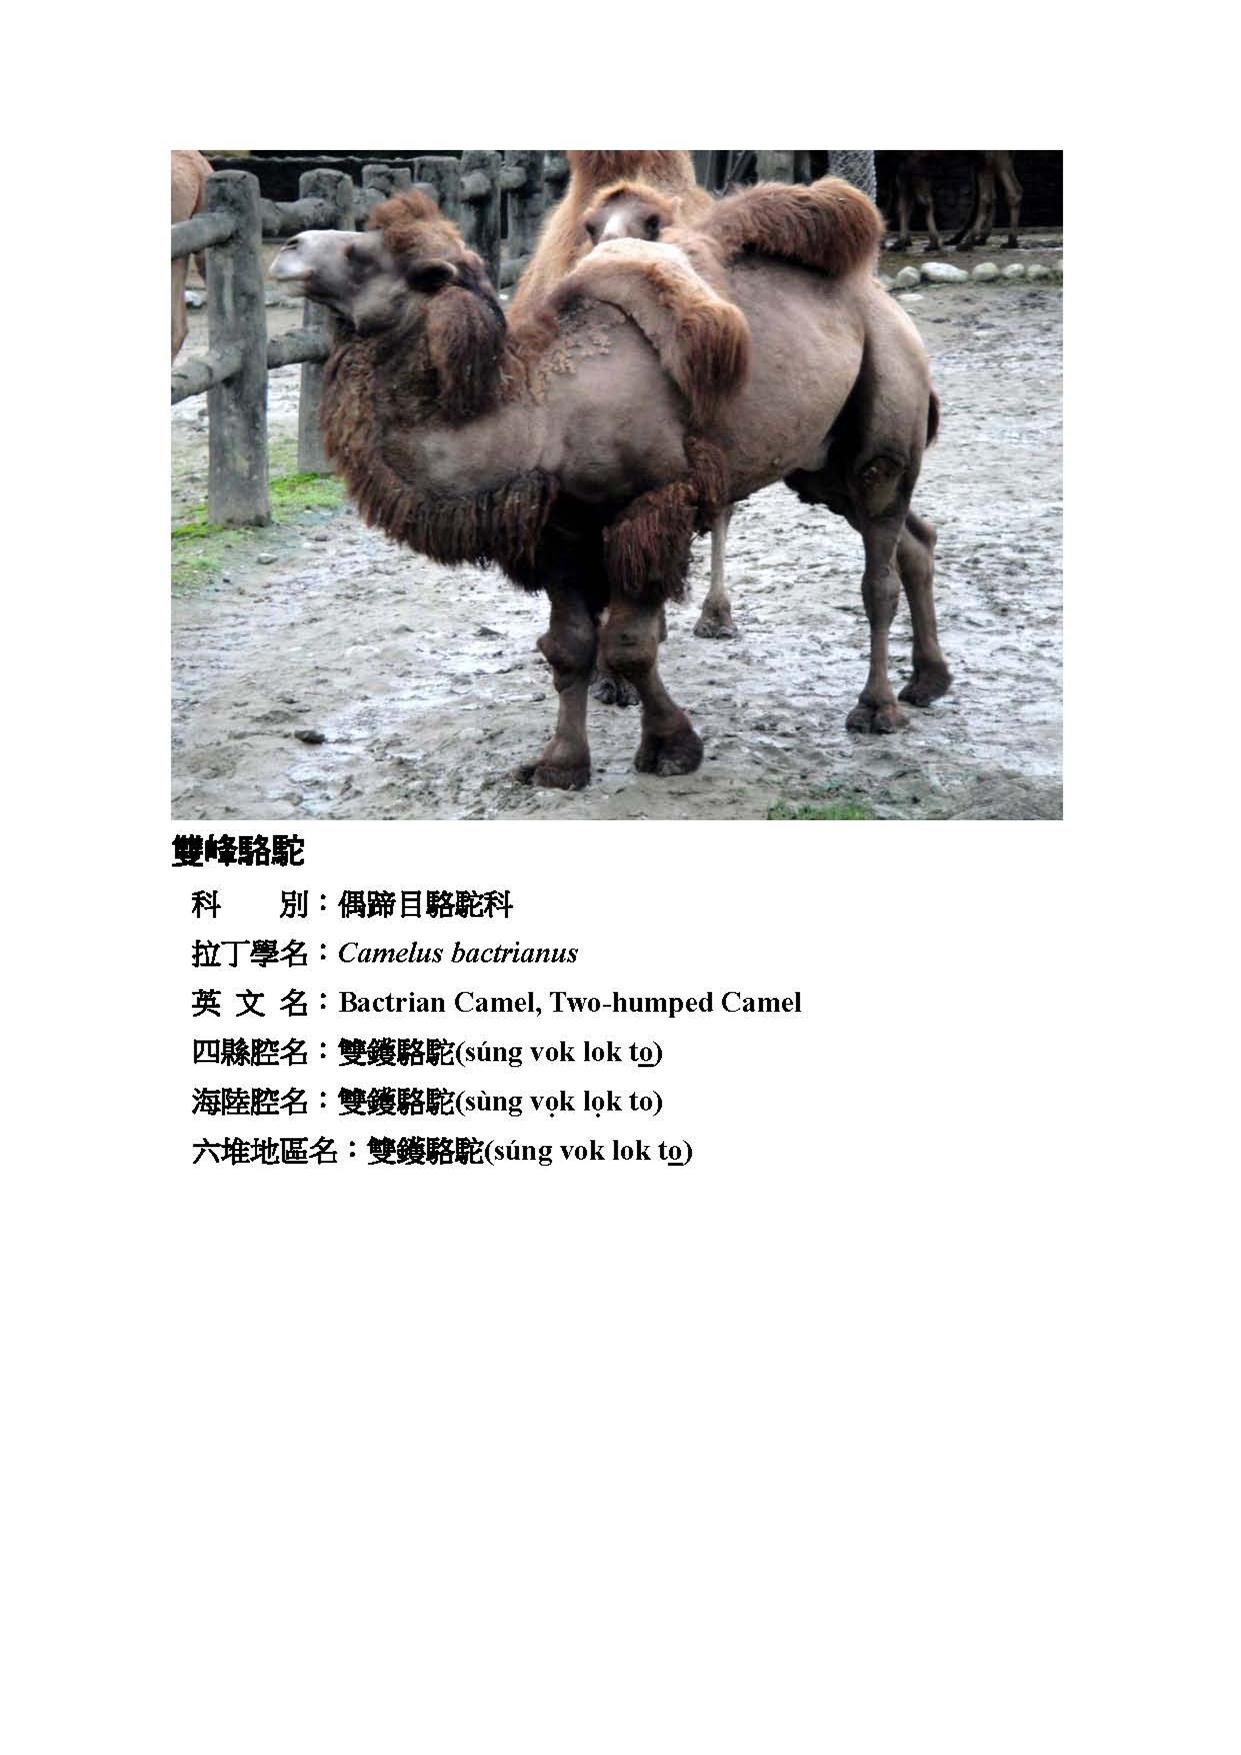 雙峰駱駝
科　　別：偶蹄目駱駝科
拉丁學名：Camelus bactrianus
英 文 名：Bactrian Camel, Two-humped Camel
四縣腔名：雙鑊駱駝(súng vok lok to̲)
海陸腔名：雙鑊駱駝(sùng vọk lọk to)
六堆地區名：雙鑊駱駝(súng vok lok to̲)